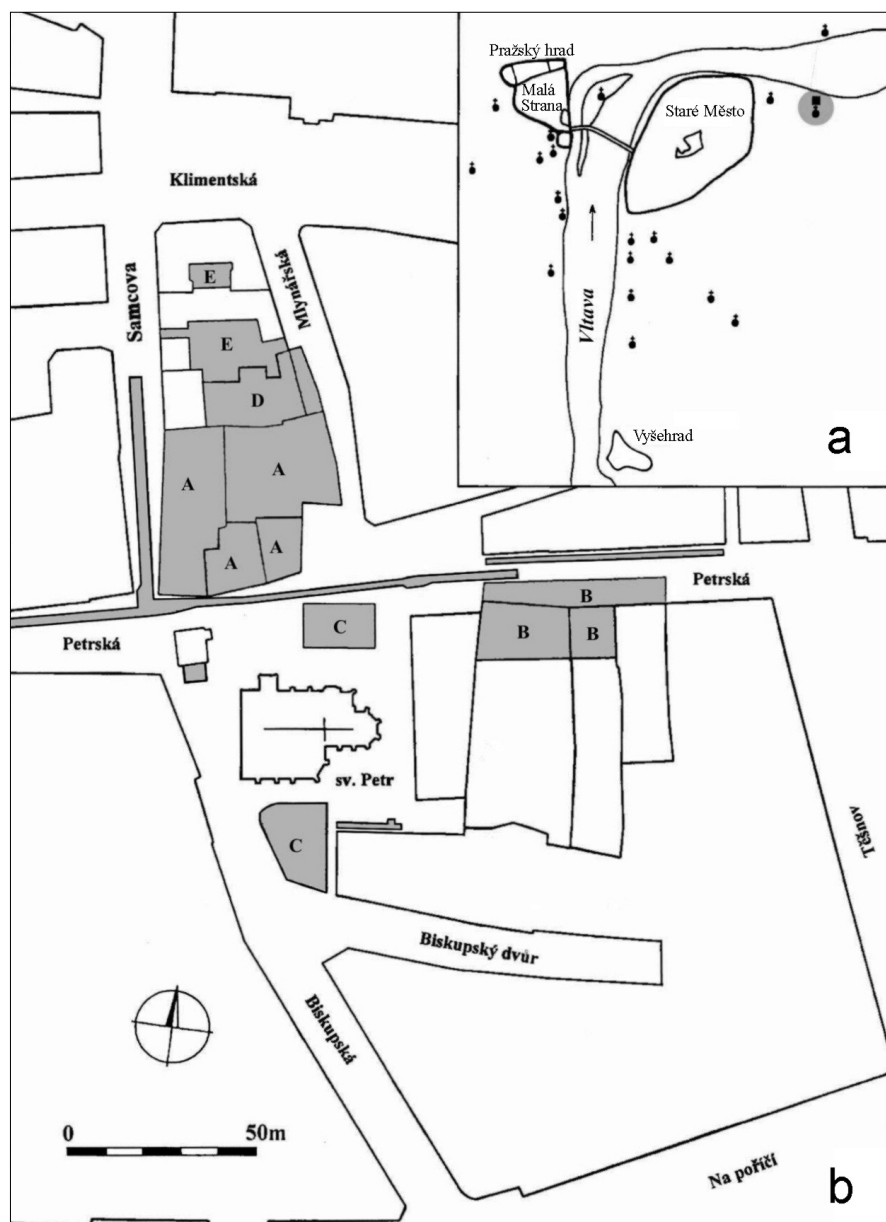 Pražský hrad
Malá
Strana
Staré Město
Vltava
Vyšehrad
a
Klimentská
Samcova
Mlynářská
E
E
D
A
A
A
A
Petrská
B
B
B
C
Petrská
sv. Petr
C
Těšnov
Biskupský dvůr
Biskupská
0
50m
Na poříčí
b